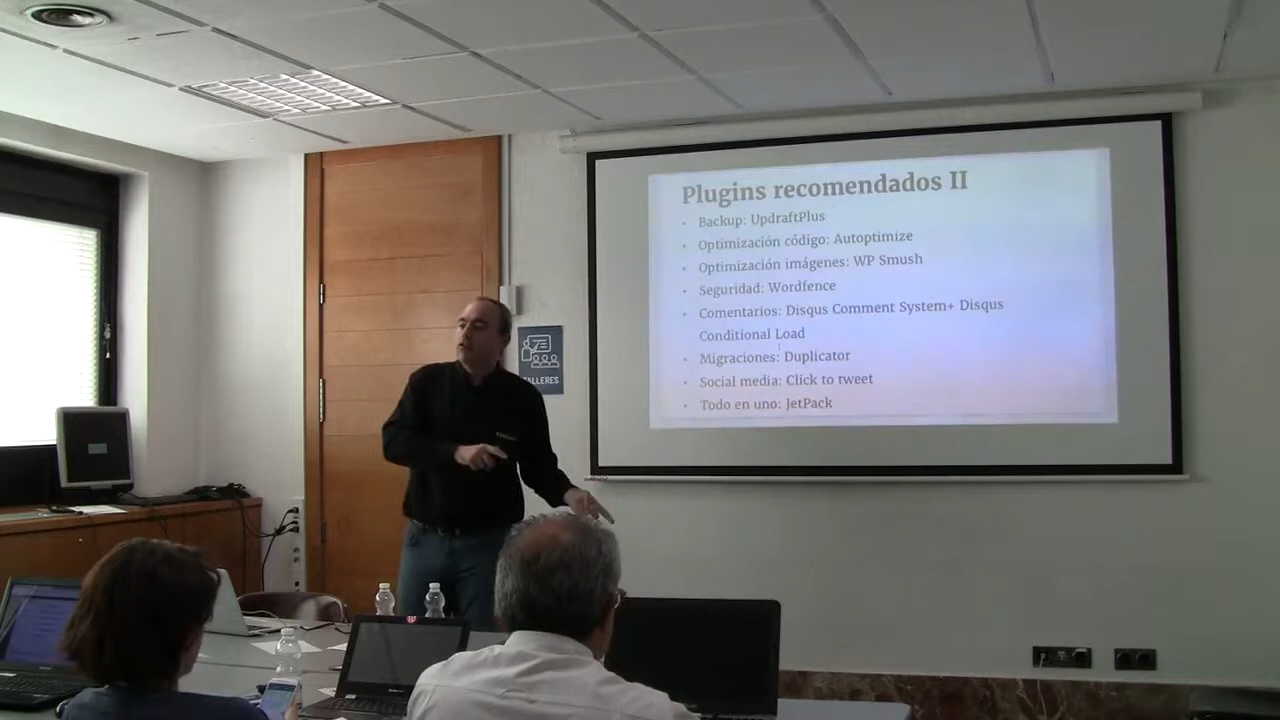 Plugins recomendados II
• Backup: UpdraftPlus
• Optimización código: Autoptimize
• Optimización imágenes: WP Smush
• Seguridad: Wordfence
• Comentarios: Disqus Comment System+ Disqus
Conditional Load
• Migraciones: Duplicator
• Social media: Click to tweet
• Todo en uno: JetPack
TALLERES